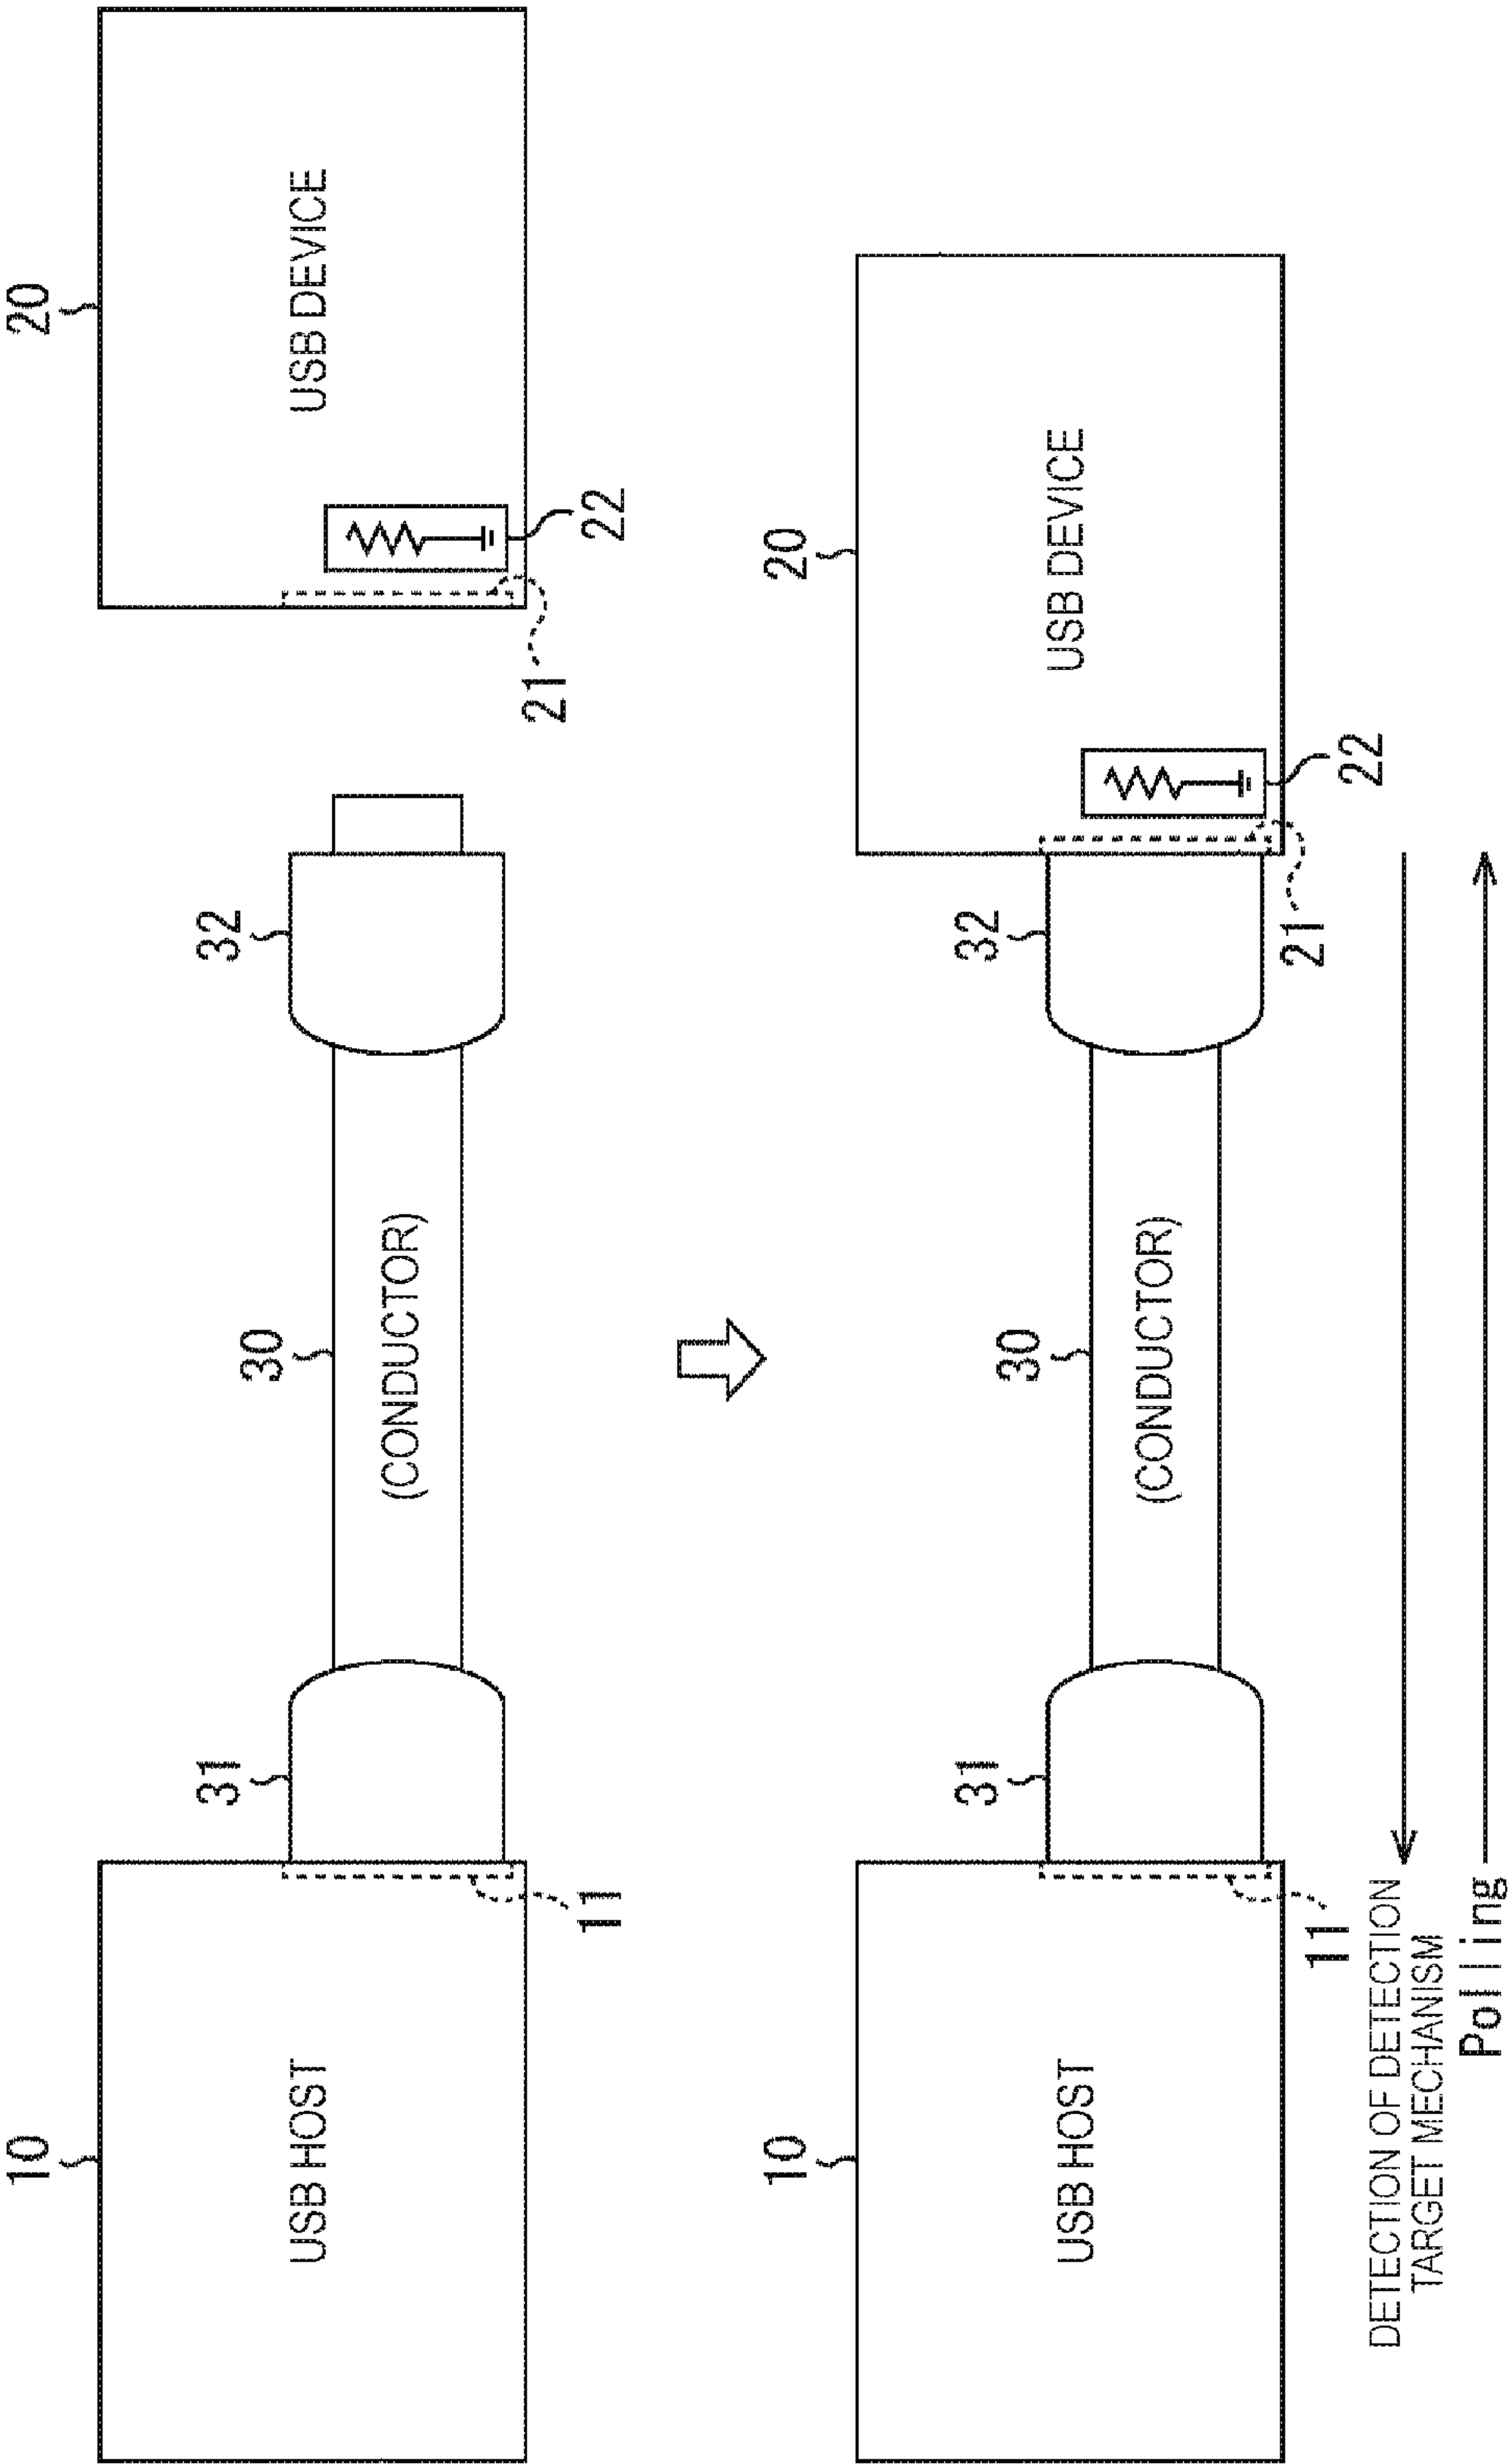 10
20
USB HOST
31
30
(CONDUCTOR)
32
USB DEVICE
11
21
22
10
20
USB HOST
31
30
(CONDUCTOR)
32
USB DEVICE
11
21
22
DETECTION OF DETECTION
TARGET MECHANISM
Polling